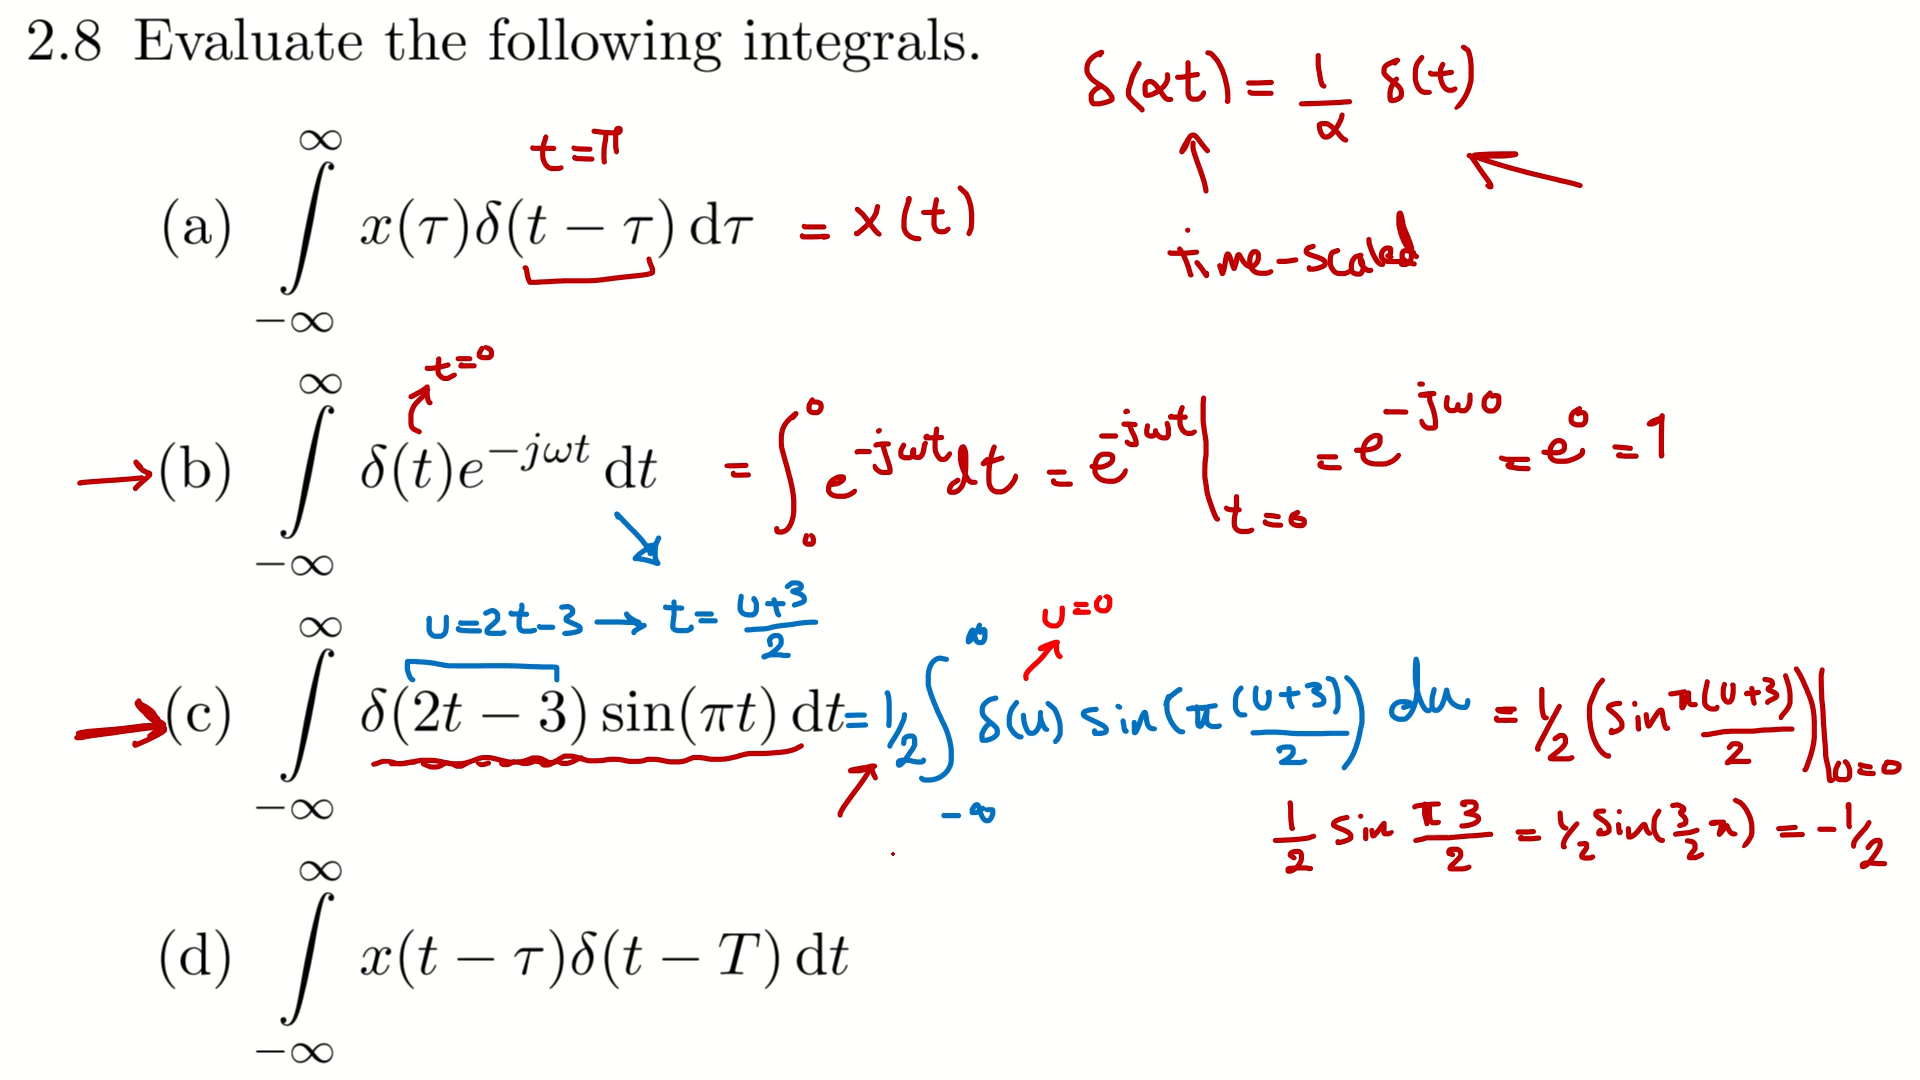 2.8 Evaluate the following integrals.
δ(αt) = 1/α δ(t)
time-scaled
t=π
(a) ∫_{-∞}^{∞} x(τ)δ(t − τ) dτ = x(t)
t=0
(b) ∫_{-∞}^{∞} δ(t)e^{−jωt} dt = ∫_0^0 e^{-jωt} dt = e^{-jωt}|_{t=0} = e^{-jω0} = e^0 = 1
u=2t-3 → t= (u+3)/2
u=0
(c) ∫_{-∞}^{∞} δ(2t − 3) sin(πt) dt = 1/2 ∫_{-∞}^{∞} δ(u) sin(π(u+3)/2) du = 1/2 (sin π(u+3)/2)|_{u=0}
1/2 sin π3/2 = 1/2 sin(3/2 π) = -1/2
(d) ∫_{-∞}^{∞} x(t − τ)δ(t − T) dt